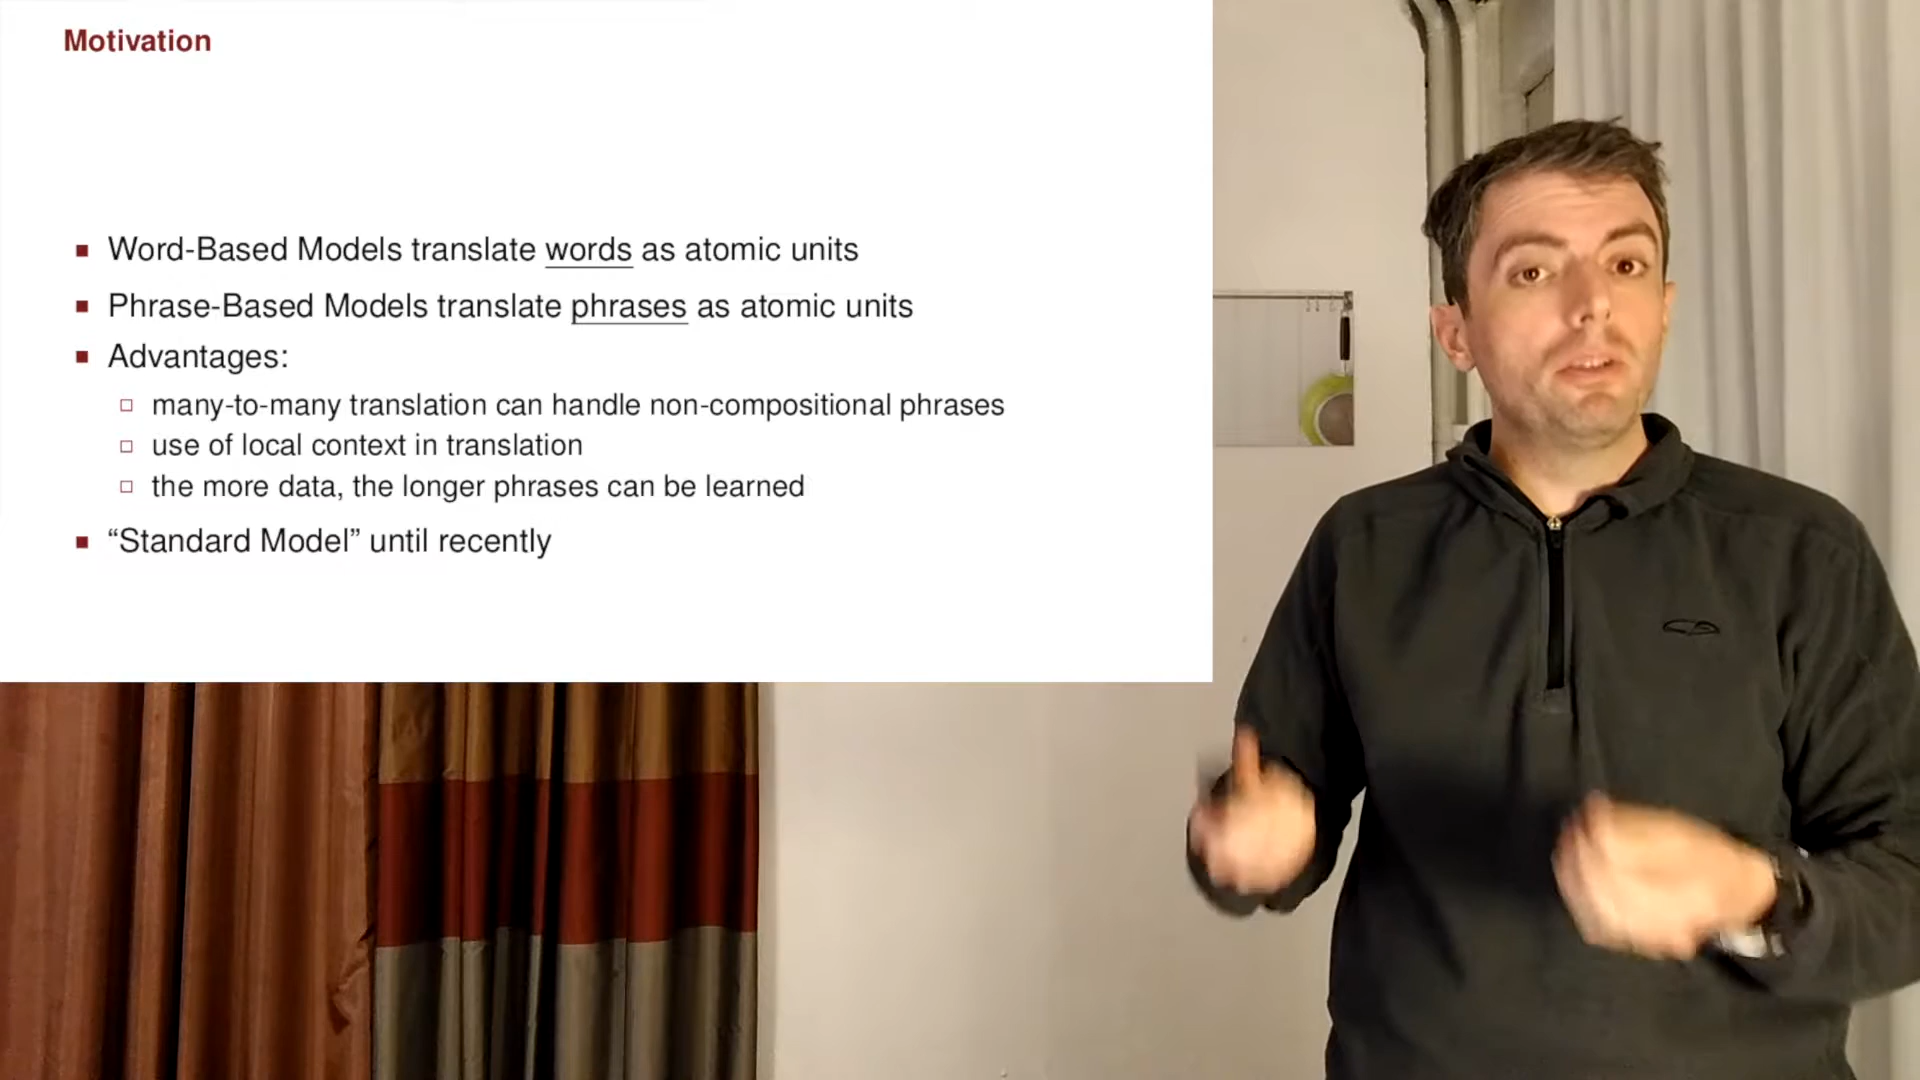 Motivation
Word-Based Models translate words as atomic units
Phrase-Based Models translate phrases as atomic units
Advantages:
many-to-many translation can handle non-compositional phrases
use of local context in translation
the more data, the longer phrases can be learned
“Standard Model” until recently